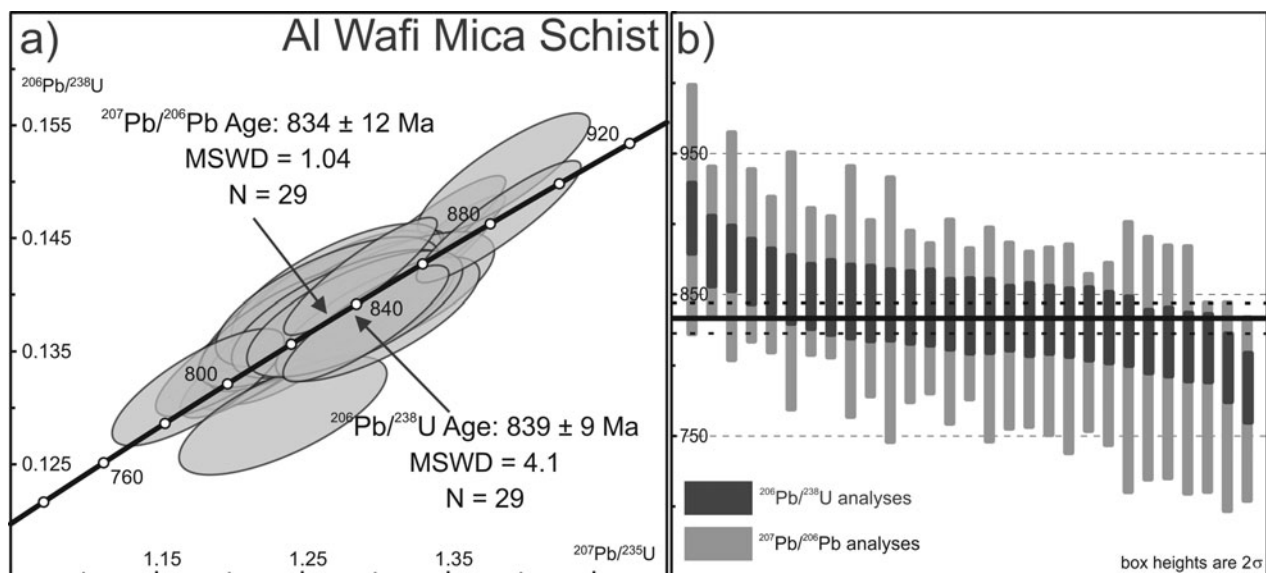 a)
Al Wafi Mica Schist
²⁰⁶Pb/²³⁸U
0.155
0.145
0.135
0.125
²⁰⁷Pb/²⁰⁶Pb Age: 834 ± 12 Ma
MSWD = 1.04
N = 29
920
880
840
800
760
²⁰⁶Pb/²³⁸U Age: 839 ± 9 Ma
MSWD = 4.1
N = 29
1.15
1.25
1.35
²⁰⁷Pb/²³⁵U
b)
950
850
750
²⁰⁶Pb/²³⁸U analyses
²⁰⁷Pb/²⁰⁶Pb analyses
box heights are 2σ